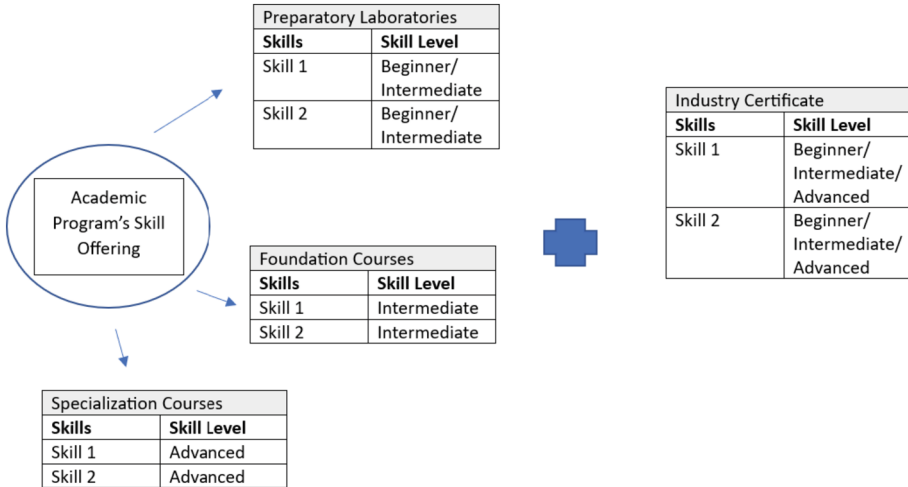 Preparatory Laboratories
Skills Skill Level
Skill 1 Beginner/
Intermediate
Skill 2 Beginner/
Intermediate
Industry Certificate
Skills Skill Level
Skill 1 Beginner/
Intermediate/
Advanced
Skill 2 Beginner/
Intermediate/
Advanced
Academic
Program's Skill
Offering
Foundation Courses
Skills Skill Level
Skill 1 Intermediate
Skill 2 Intermediate
Specialization Courses
Skills Skill Level
Skill 1 Advanced
Skill 2 Advanced